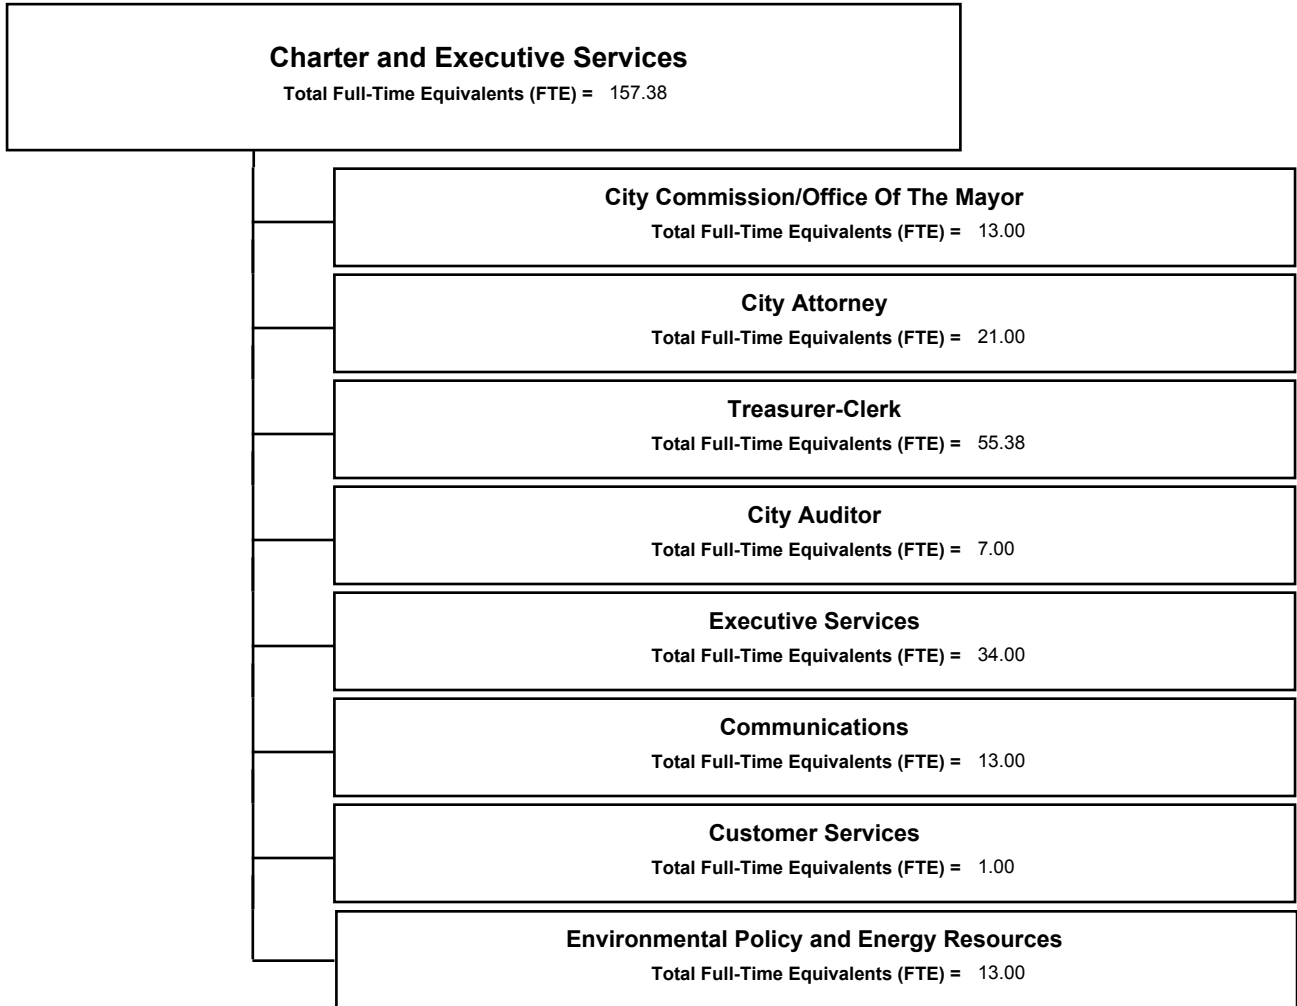 Charter and Executive Services
Total Full-Time Equivalents (FTE) = 157.38
City Commission/Office Of The Mayor
Total Full-Time Equivalents (FTE) = 13.00
City Attorney
Total Full-Time Equivalents (FTE) = 21.00
Treasurer-Clerk
Total Full-Time Equivalents (FTE) = 55.38
City Auditor
Total Full-Time Equivalents (FTE) = 7.00
Executive Services
Total Full-Time Equivalents (FTE) = 34.00
Communications
Total Full-Time Equivalents (FTE) = 13.00
Customer Services
Total Full-Time Equivalents (FTE) = 1.00
Environmental Policy and Energy Resources
Total Full-Time Equivalents (FTE) = 13.00